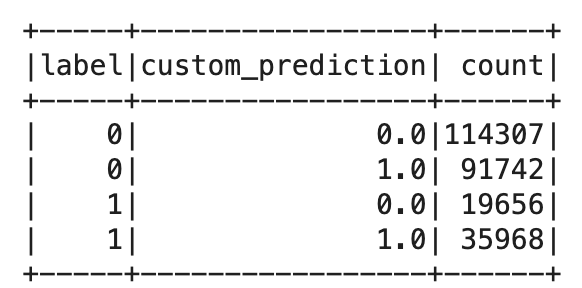 +-----+-----------------+------+
|label|custom_prediction| count|
+-----+-----------------+------+
|    0|              0.0|114307|
|    0|              1.0| 91742|
|    1|              0.0| 19656|
|    1|              1.0| 35968|
+-----+-----------------+------+